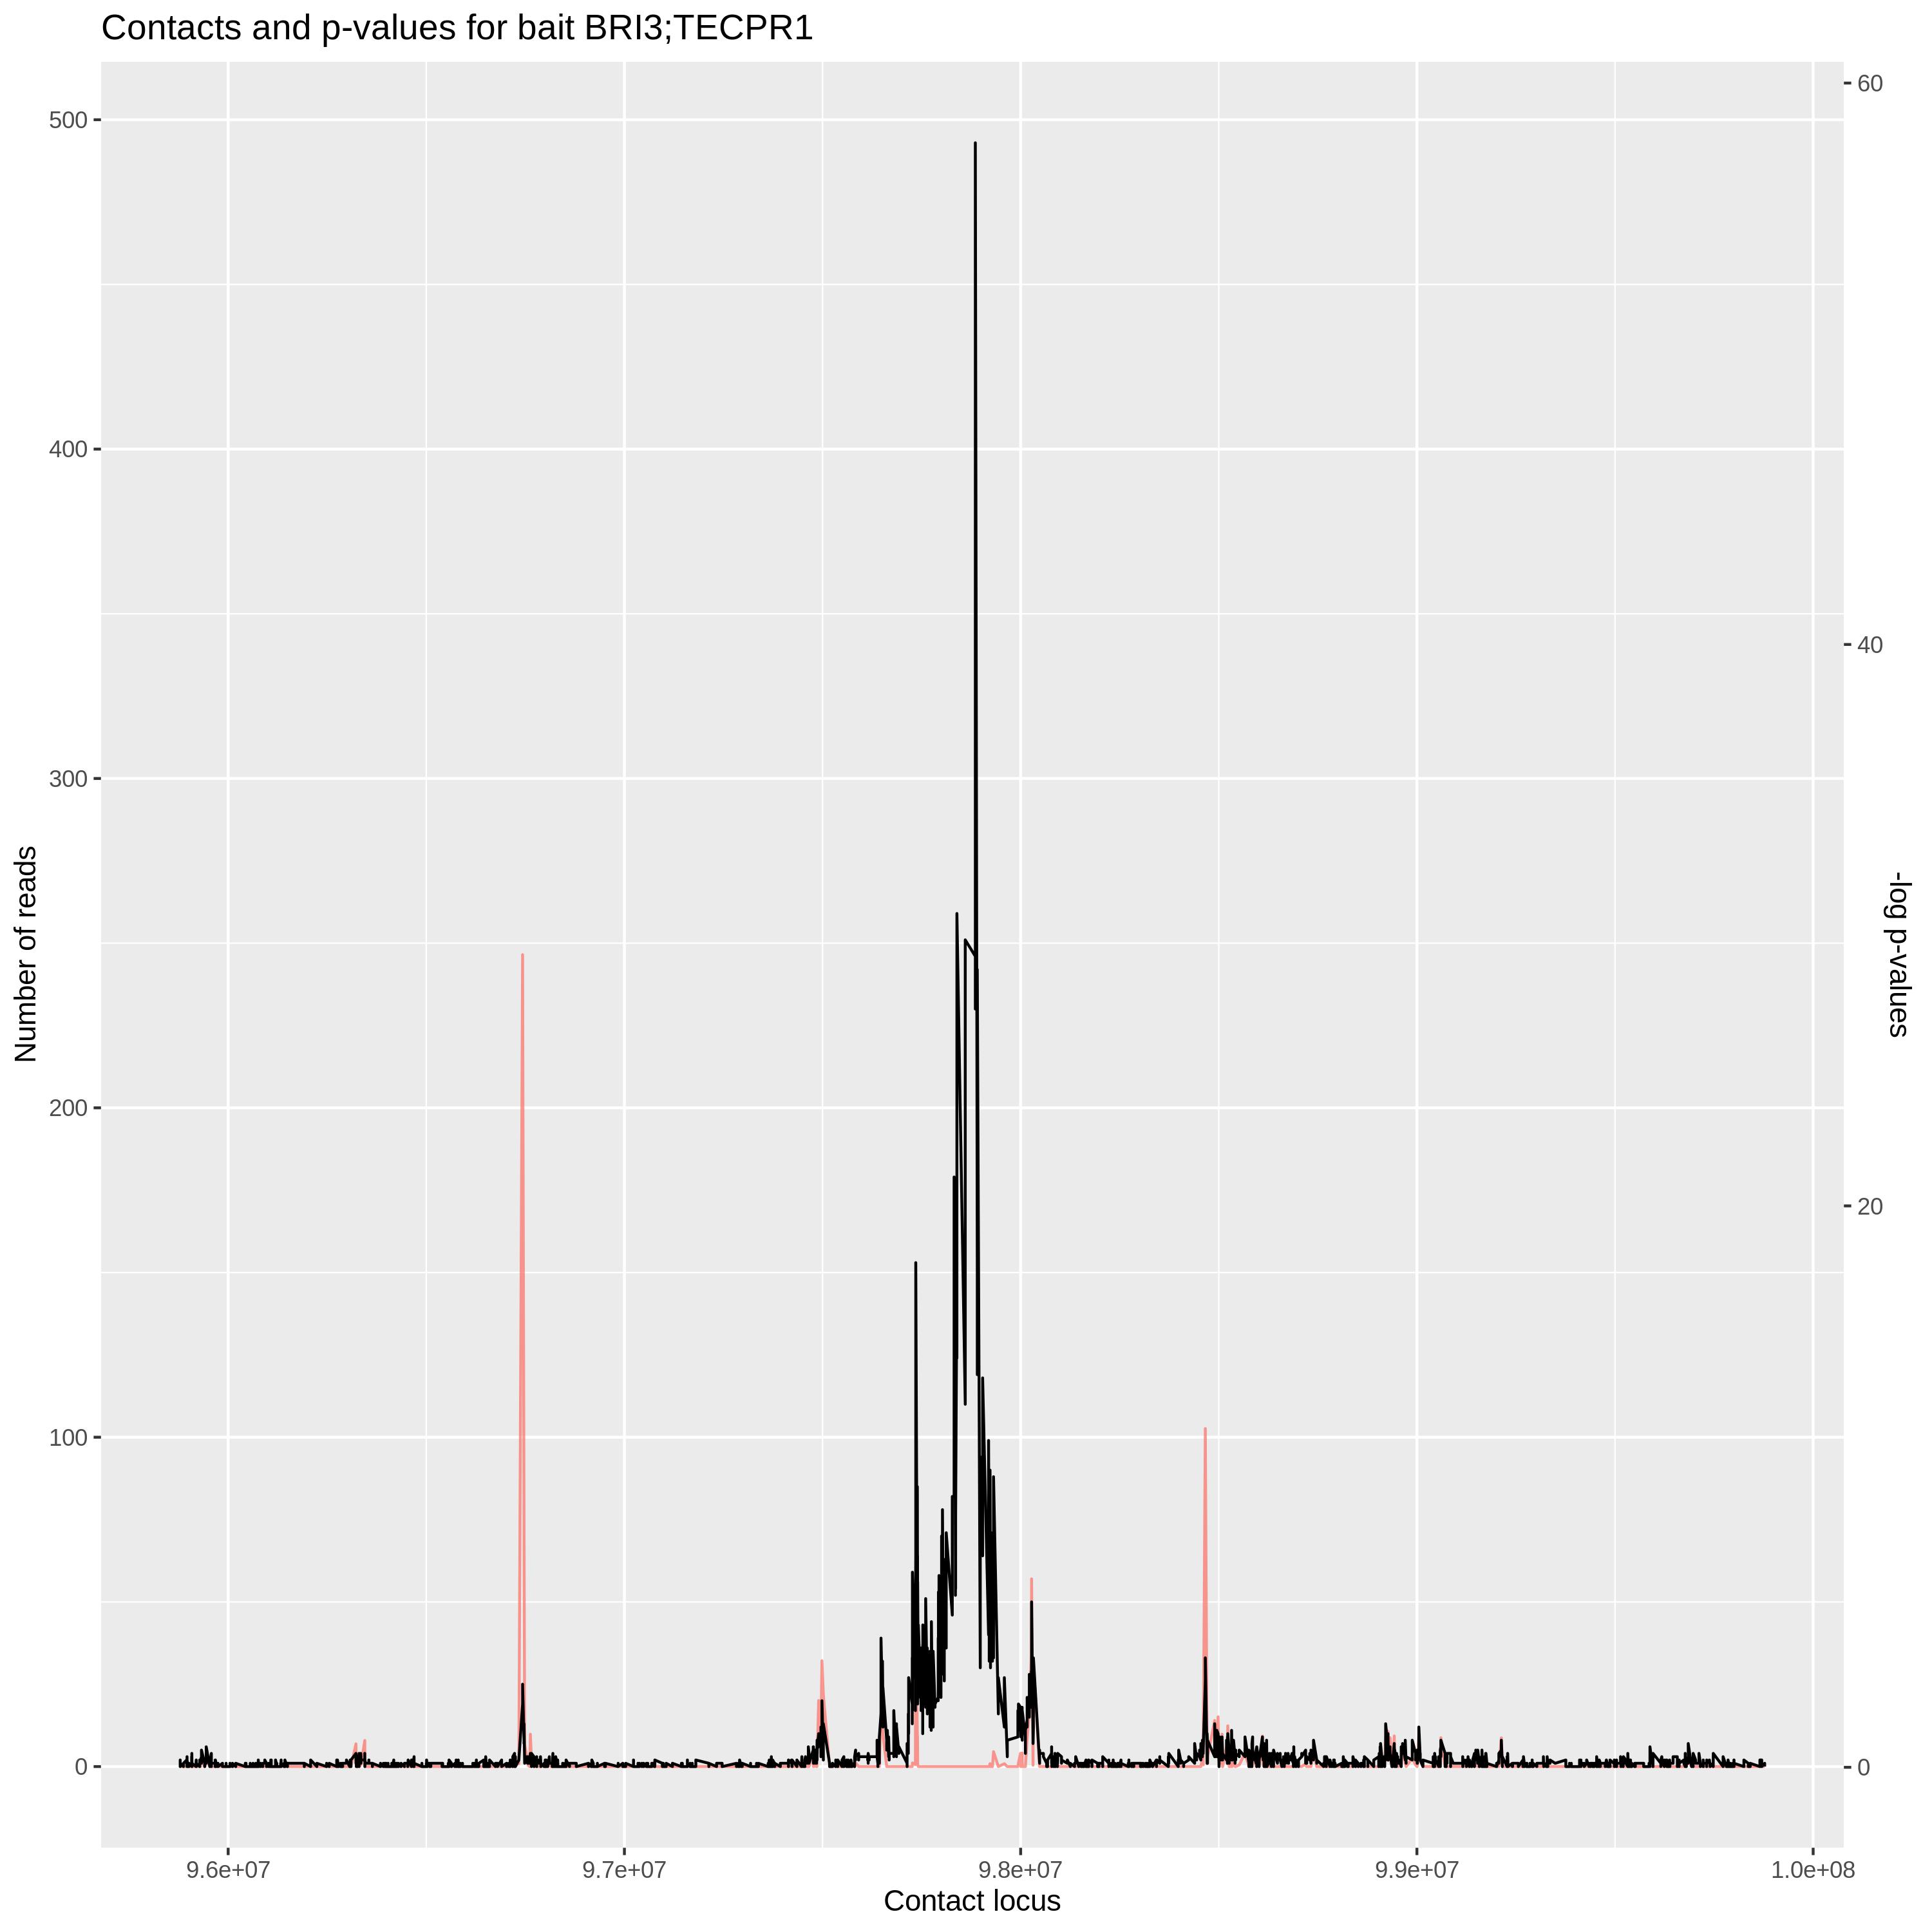 Contacts and p-values for bait BRI3;TECPR1
500
400
300
200
100
0
Number of reads
60
40
20
0
-log p-values
9.6e+07 9.7e+07 9.8e+07 9.9e+07 1.0e+08
Contact locus